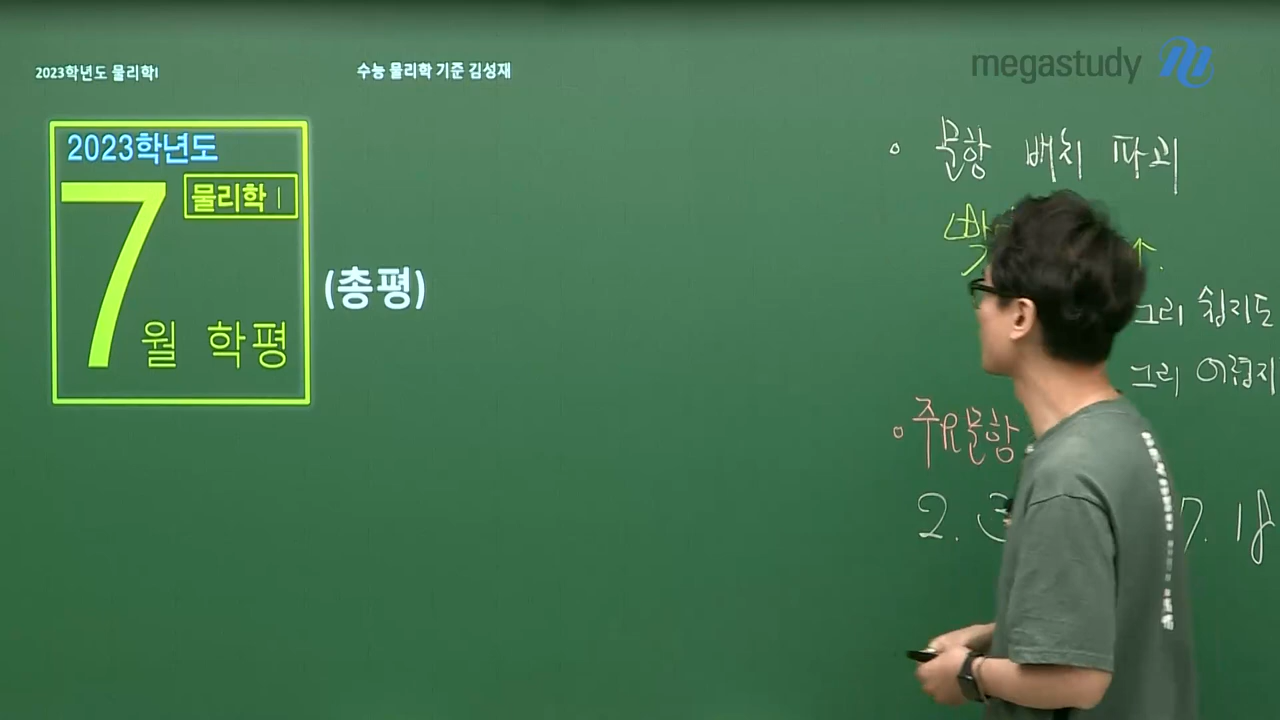 2023학년도 물리학I
수능 물리학 기준 김성재
megastudy
2023학년도
물리학 I
7월 학평
(총평)
◦ 물항 배치 파괴
↑.
그리 쉽지도
그리 어렵지
◦ 주요문항
2. 3
7. 18